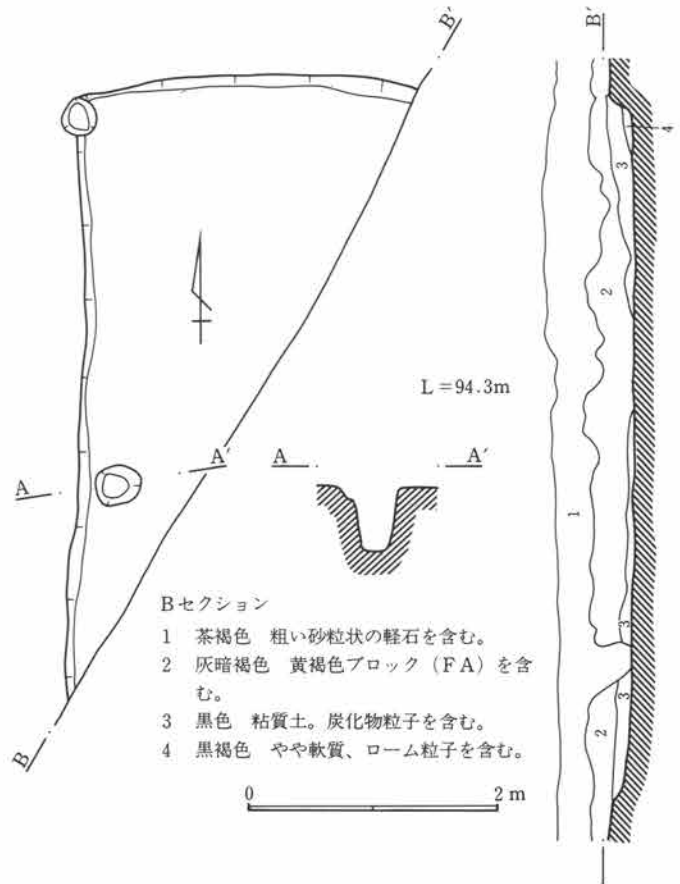 B′
B′
4
3
2
L＝94.3m
A′
A
A′
A
1
Bセクション
1　茶褐色　粗い砂粒状の軽石を含む。
2　灰暗褐色　黄褐色ブロック（FA）を含
む。
3　黒色　粘質土。炭化物粒子を含む。
4　黒褐色　やや軟質、ローム粒子を含む。
3
3
2
B
0
2 m